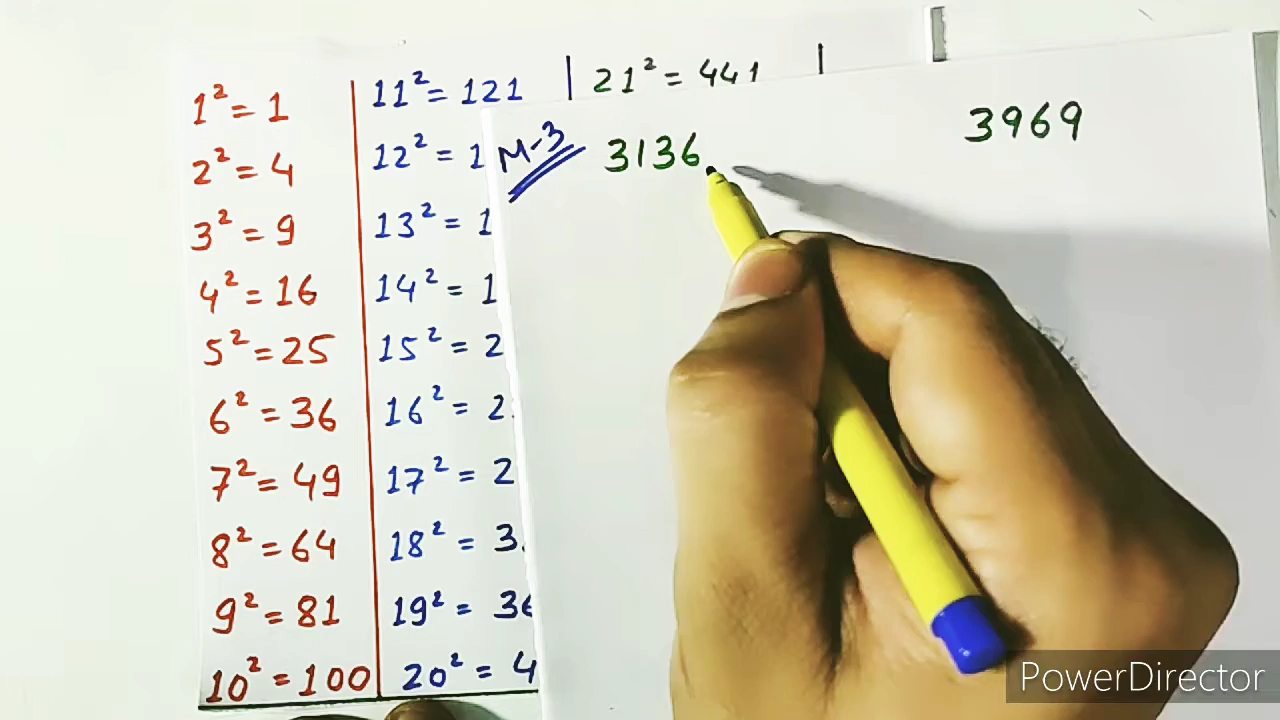 1² = 1
2² = 4
3² = 9
4² = 16
5² = 25
6² = 36
7² = 49
8² = 64
9² = 81
10² = 100
11² = 121
12² = 1
13² = 1
14² = 1
15² = 2
16² = 2
17² = 2
18² = 3
19² = 36
20² = 4
21² = 441
M-3
3136
3969
PowerDirector